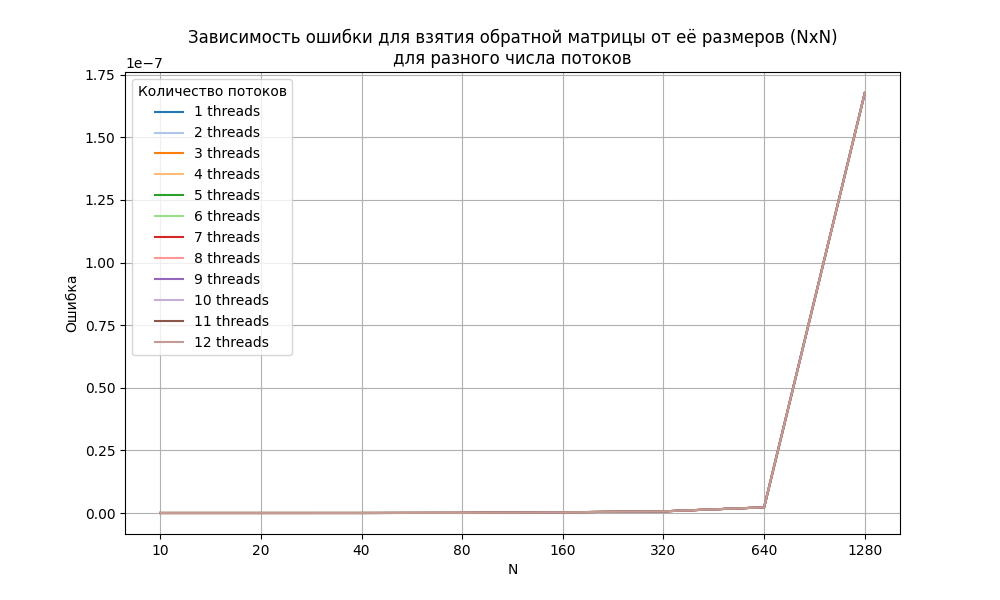 Зависимость ошибки для взятия обратной матрицы от её размеров (NxN)
для разного числа потоков
1e−7
1.75
1.50
1.25
1.00
0.75
0.50
0.25
0.00
Ошибка
Количество потоков
1 threads
2 threads
3 threads
4 threads
5 threads
6 threads
7 threads
8 threads
9 threads
10 threads
11 threads
12 threads
10 20 40 80 160 320 640 1280
N